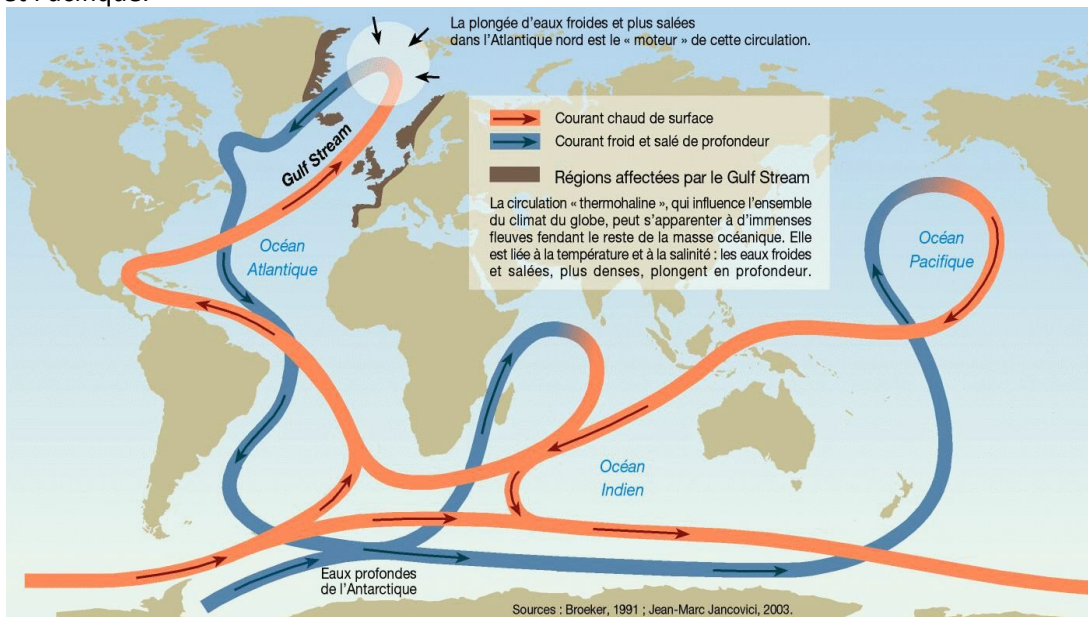 et Pacifique.
La plongée d’eaux froides et plus salées
dans l’Atlantique nord est le « moteur » de cette circulation.
Gulf Stream
Courant chaud de surface
Courant froid et salé de profondeur
Régions affectées par le Gulf Stream
La circulation « thermohaline », qui influence l’ensemble
du climat du globe, peut s’apparenter à d’immenses
fleuves fendant le reste de la masse océanique. Elle
est liée à la température et à la salinité : les eaux froides
et salées, plus denses, plongent en profondeur.
Océan
Atlantique
Océan
Pacifique
Océan
Indien
Eaux profondes
de l’Antarctique
Sources : Broeker, 1991 ; Jean-Marc Jancovici, 2003.